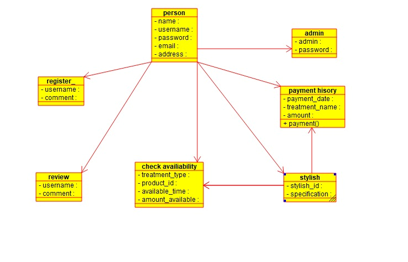 person
- name :
- username :
- password :
- email :
- address :
admin
- admin :
- password :
register_
- username :
- comment :
payment hisory
- payment_date :
- treatment_name :
- amount :
+ payment()
review
- username :
- comment :
check availiability
- treatment_type :
- product_id :
- available_time :
- amount_available :
stylish
- stylish_id :
- specification :